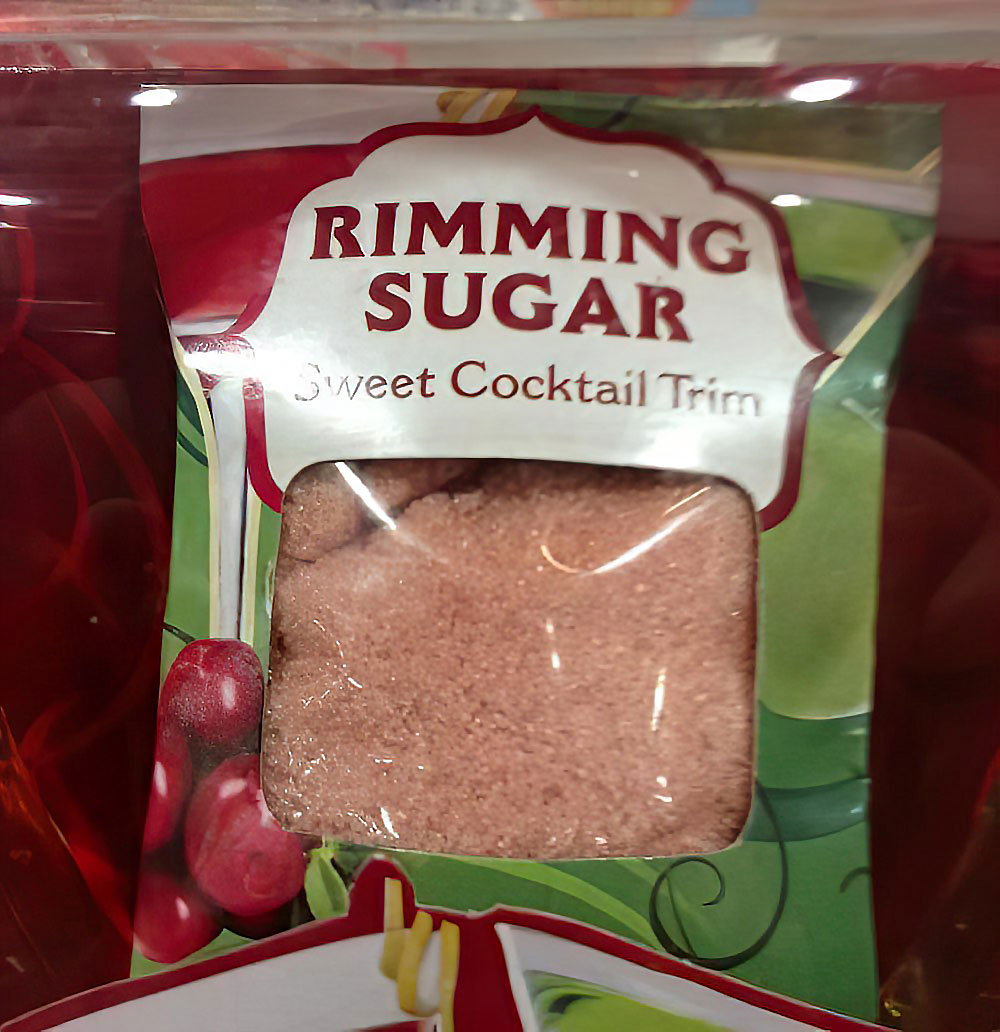 RIMMING
SUGAR
Sweet Cocktail Trim